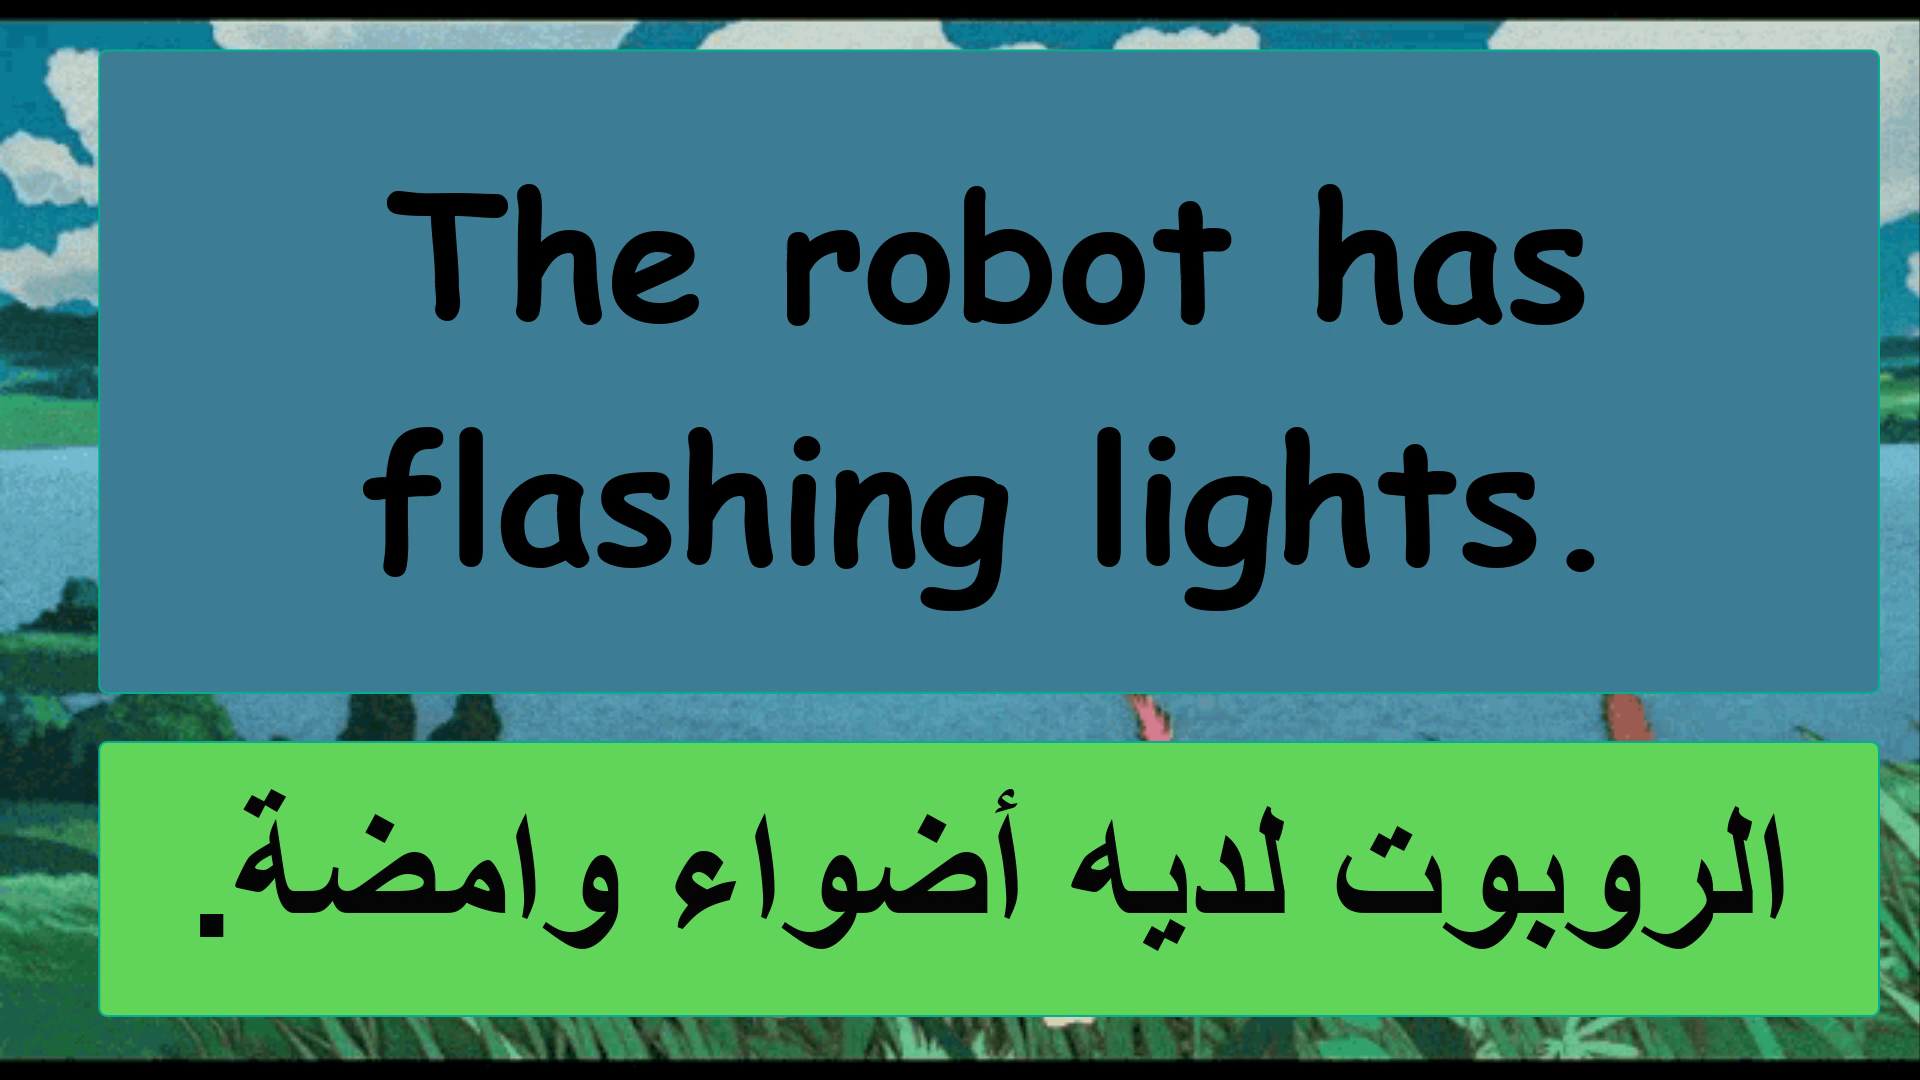 The robot has
flashing lights.
الروبوت لديه أضواء وامضة.